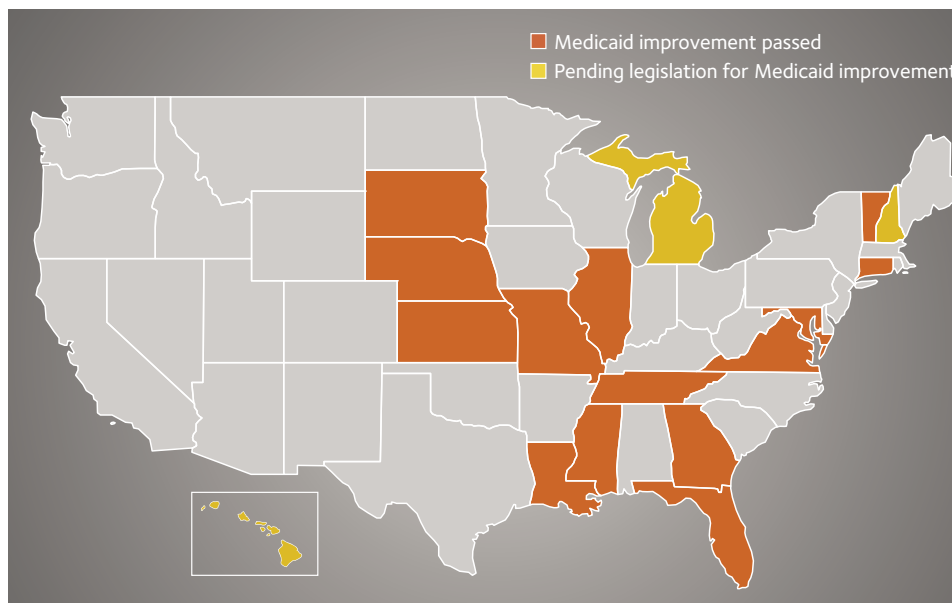 Medicaid improvement passed
Pending legislation for Medicaid improvement